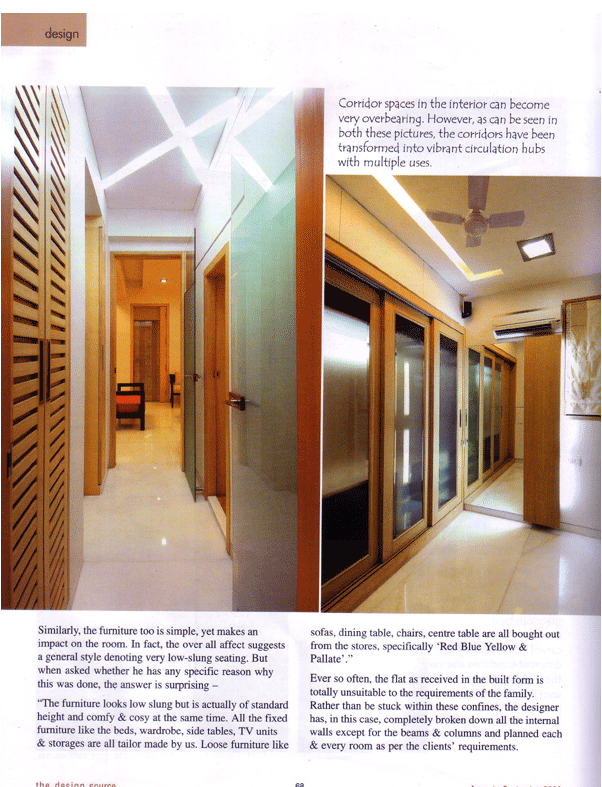 design
Corridor spaces in the interior can become
very overbearing. However, as can be seen in
both these pictures, the corridors have been
transformed into vibrant circulation hubs
with multiple uses.
Similarly, the furniture too is simple, yet makes an
impact on the room. In fact, the over all affect suggests
a general style denoting very low-slung seating. But
when asked whether he has any specific reason why
this was done, the answer is surprising –
“The furniture looks low slung but is actually of standard
height and comfy & cosy at the same time. All the fixed
furniture like the beds, wardrobe, side tables, TV units
& storages are all tailor made by us. Loose furniture like
sofas, dining table, chairs, centre table are all bought out
from the stores, specifically ‘Red Blue Yellow &
Pallate’.”
Ever so often, the flat as received in the built form is
totally unsuitable to the requirements of the family.
Rather than be stuck within these confines, the designer
has, in this case, completely broken down all the internal
walls except for the beams & columns and planned each
& every room as per the clients’ requirements.
the design source
68